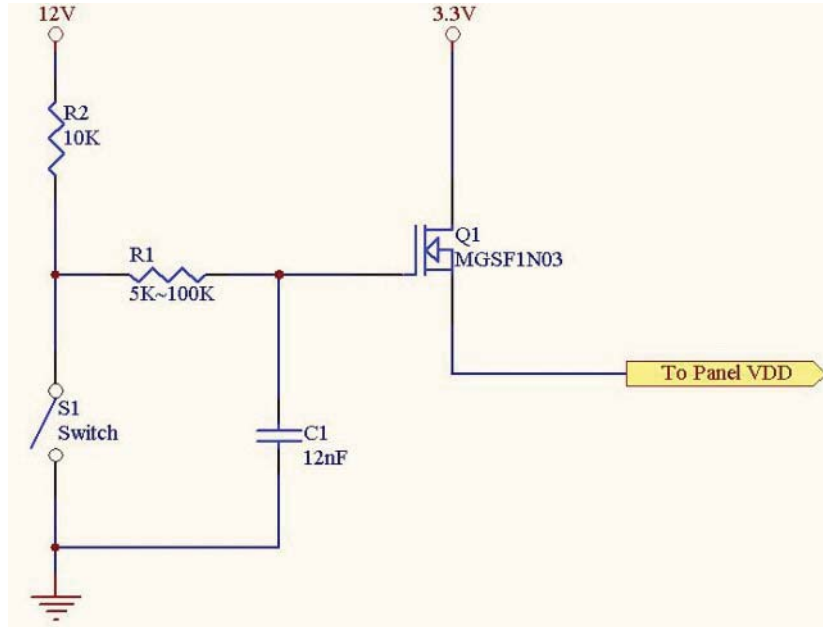 12V
3.3V
R2
10K
R1
5K~100K
Q1
MGSF1N03
To Panel VDD
S1
Switch
C1
12nF